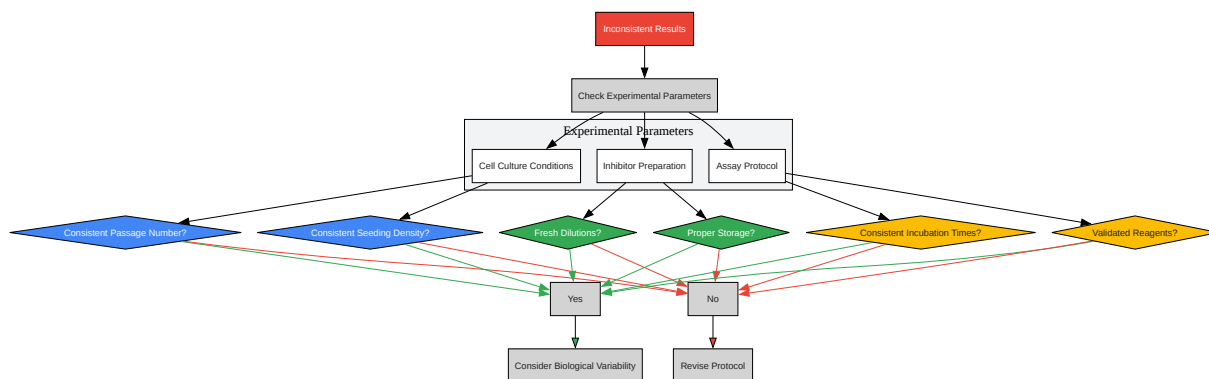 Inconsistent Results
Check Experimental Parameters
Experimental Parameters
Cell Culture Conditions
Inhibitor Preparation
Assay Protocol
Consistent Passage Number?
Consistent Seeding Density?
Fresh Dilutions?
Proper Storage?
Consistent Incubation Times?
Validated Reagents?
Yes
No
Consider Biological Variability
Revise Protocol